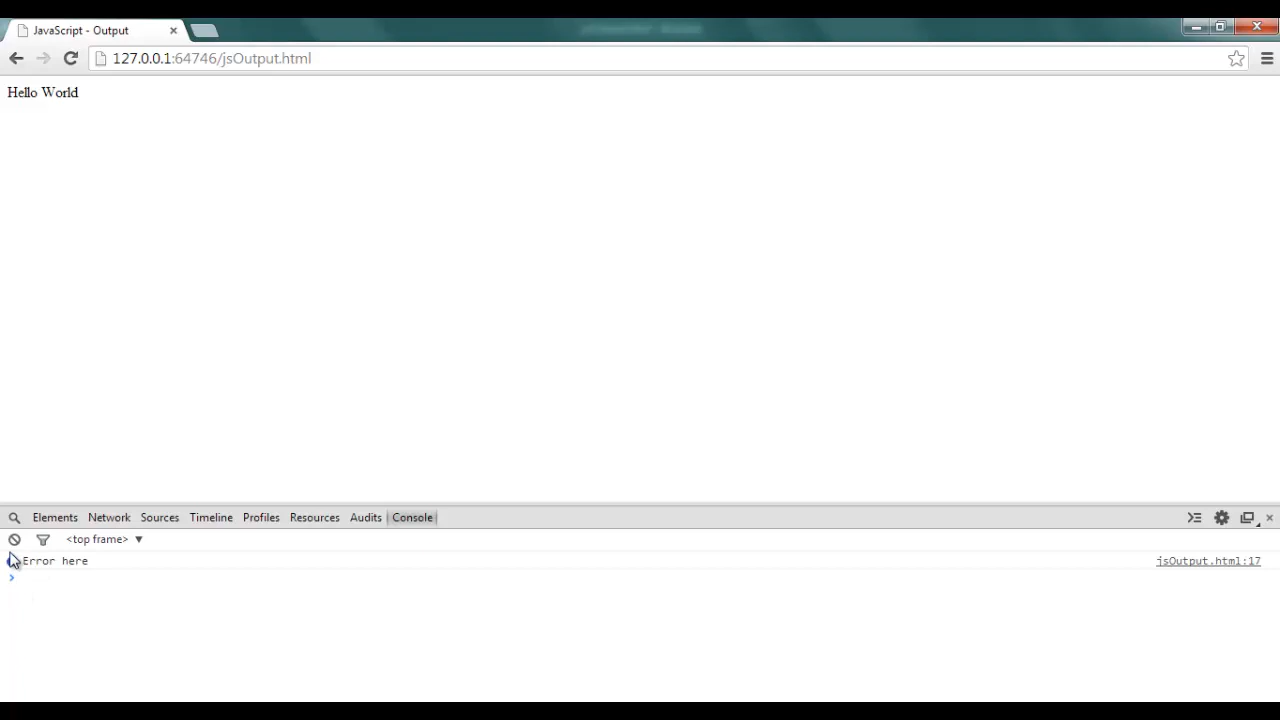 JavaScript - Output
127.0.0.1:64746/jsOutput.html
Hello World
Elements Network Sources Timeline Profiles Resources Audits Console
<top frame>
Error here jsOutput.html:17